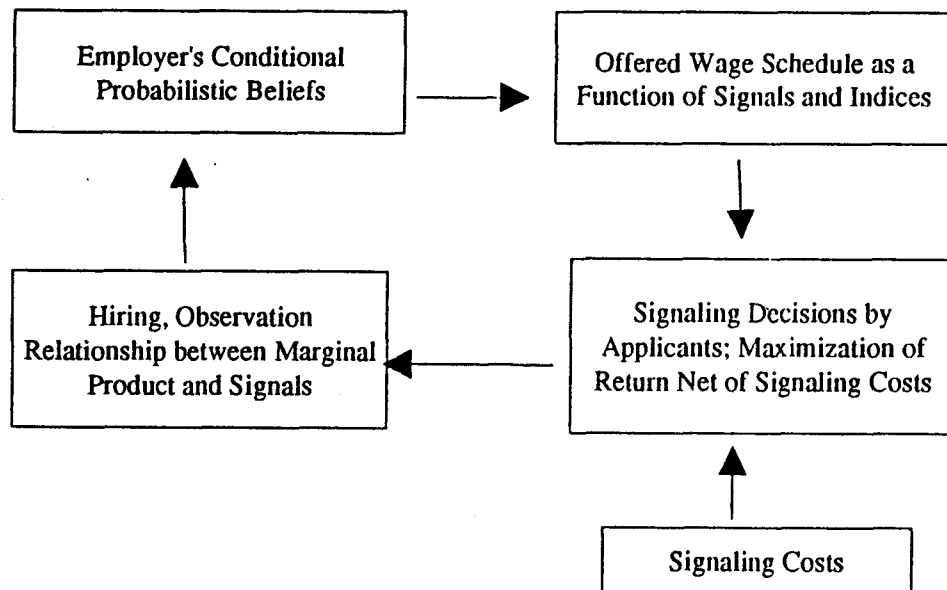 Employer's Conditional
Probabilistic Beliefs
Offered Wage Schedule as a
Function of Signals and Indices
Hiring, Observation
Relationship between Marginal
Product and Signals
Signaling Decisions by
Applicants; Maximization of
Return Net of Signaling Costs
Signaling Costs